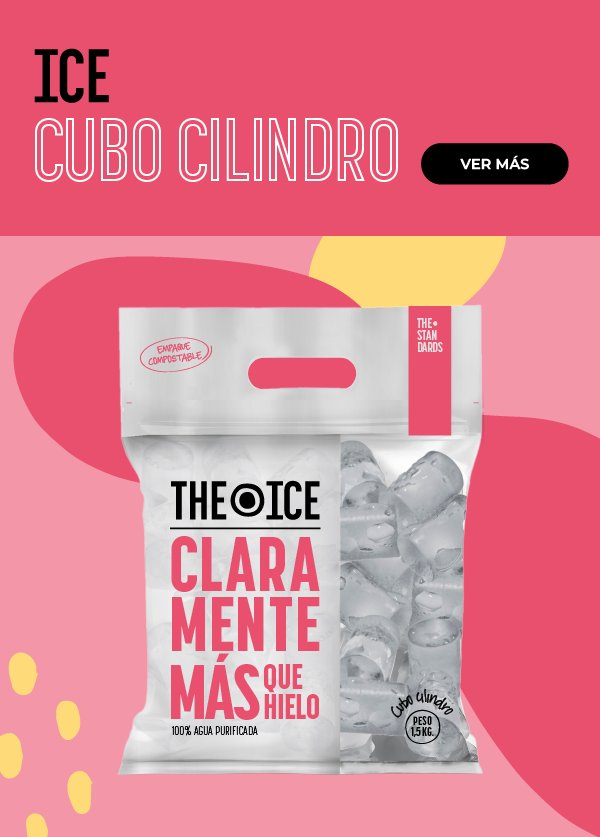 ICE
CUBO CILINDRO
VER MÁS
EMPAQUE
COMPOSTABLE
THE•
STAN
DARDS
THE ICE
CLARA
MENTE
MÁS QUE
HIELO
100% AGUA PURIFICADA
Cubo Cilindro
PESO
1.5 KG.